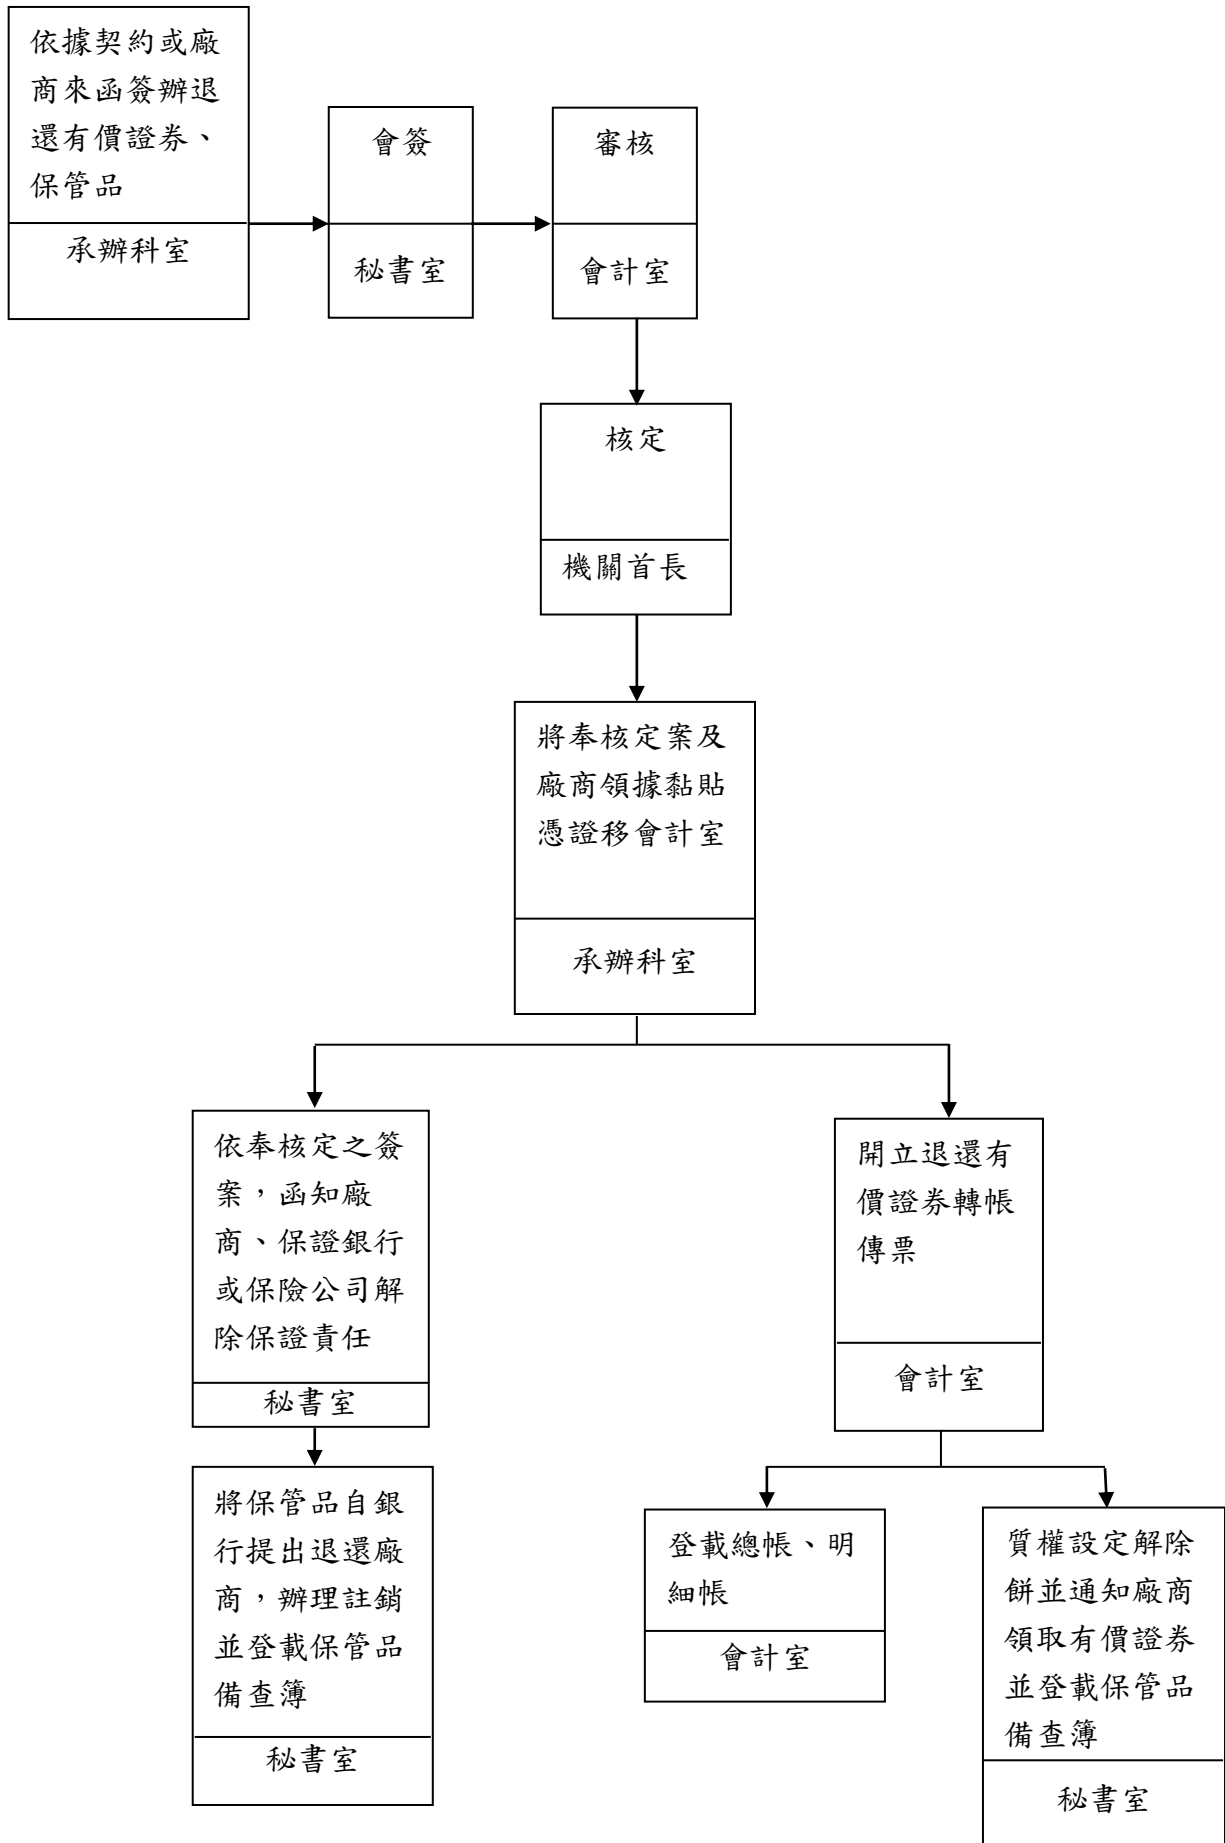 依據契約或廠
商來函簽辦退
還有價證券、
保管品
承辦科室
會簽
秘書室
審核
會計室
核定
機關首長
將奉核定案及
廠商領據黏貼
憑證移會計室
承辦科室
依奉核定之簽
案，函知廠
商、保證銀行
或保險公司解
除保證責任
秘書室
將保管品自銀
行提出退還廠
商，辦理註銷
並登載保管品
備查簿
秘書室
開立退還有
價證券轉帳
傳票
會計室
登載總帳、明
細帳
會計室
質權設定解除
餅並通知廠商
領取有價證券
並登載保管品
備查簿
秘書室